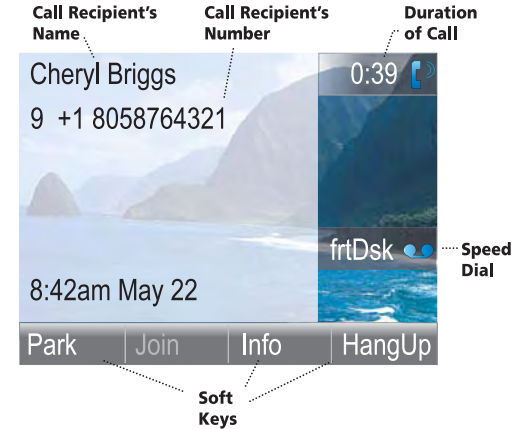 Call Recipient's
Name
Call Recipient's
Number
Duration
of Call
Cheryl Briggs
0:39
9 +1 8058764321
frtDsk
Speed
Dial
8:42am May 22
Park
Join
Info
HangUp
Soft
Keys